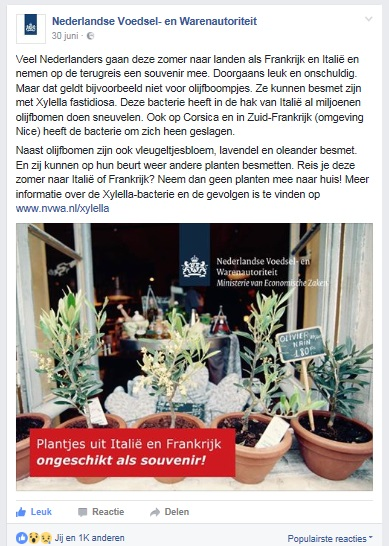 Nederlandse Voedsel- en Warenautoriteit
30 juni ·
Veel Nederlanders gaan deze zomer naar landen als Frankrijk en Italië en
nemen op de terugreis een souvenir mee. Doorgaans leuk en onschuldig.
Maar dat geldt bijvoorbeeld niet voor olijfboompjes. Ze kunnen besmet zijn
met Xylella fastidiosa. Deze bacterie heeft in de hak van Italië al miljoenen
olijfbomen doen sneuvelen. Ook op Corsica en in Zuid-Frankrijk (omgeving
Nice) heeft de bacterie om zich heen geslagen.
Naast olijfbomen zijn ook vleugeltjesbloem, lavendel en oleander besmet.
En zij kunnen op hun beurt weer andere planten besmetten. Reis je deze
zomer naar Italië of Frankrijk? Neem dan geen planten mee naar huis! Meer
informatie over de Xylella-bacterie en de gevolgen is te vinden op
www.nvwa.nl/xylella
Nederlandse Voedsel- en
Warenautoriteit
Ministerie van Economische Zaken
OLIVIER
NAIN
Plantjes uit Italië en Frankrijk
ongeschikt als souvenir!
Leuk Reactie Delen
Jij en 1K anderen Populairste reacties